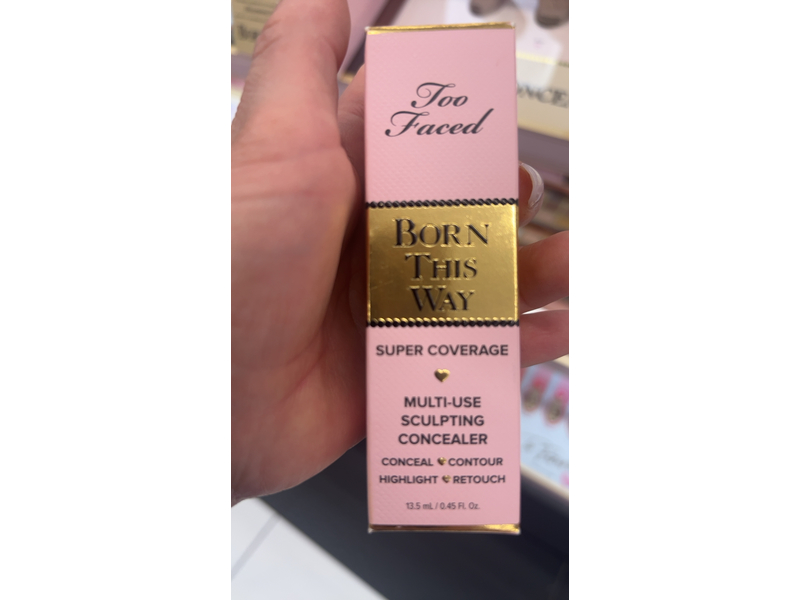 Too
Faced
BORN
THIS
WAY
SUPER COVERAGE
MULTI-USE
SCULPTING
CONCEALER
CONCEAL CONTOUR
HIGHLIGHT RETOUCH
13.5 mL / 0.45 Fl. Oz.